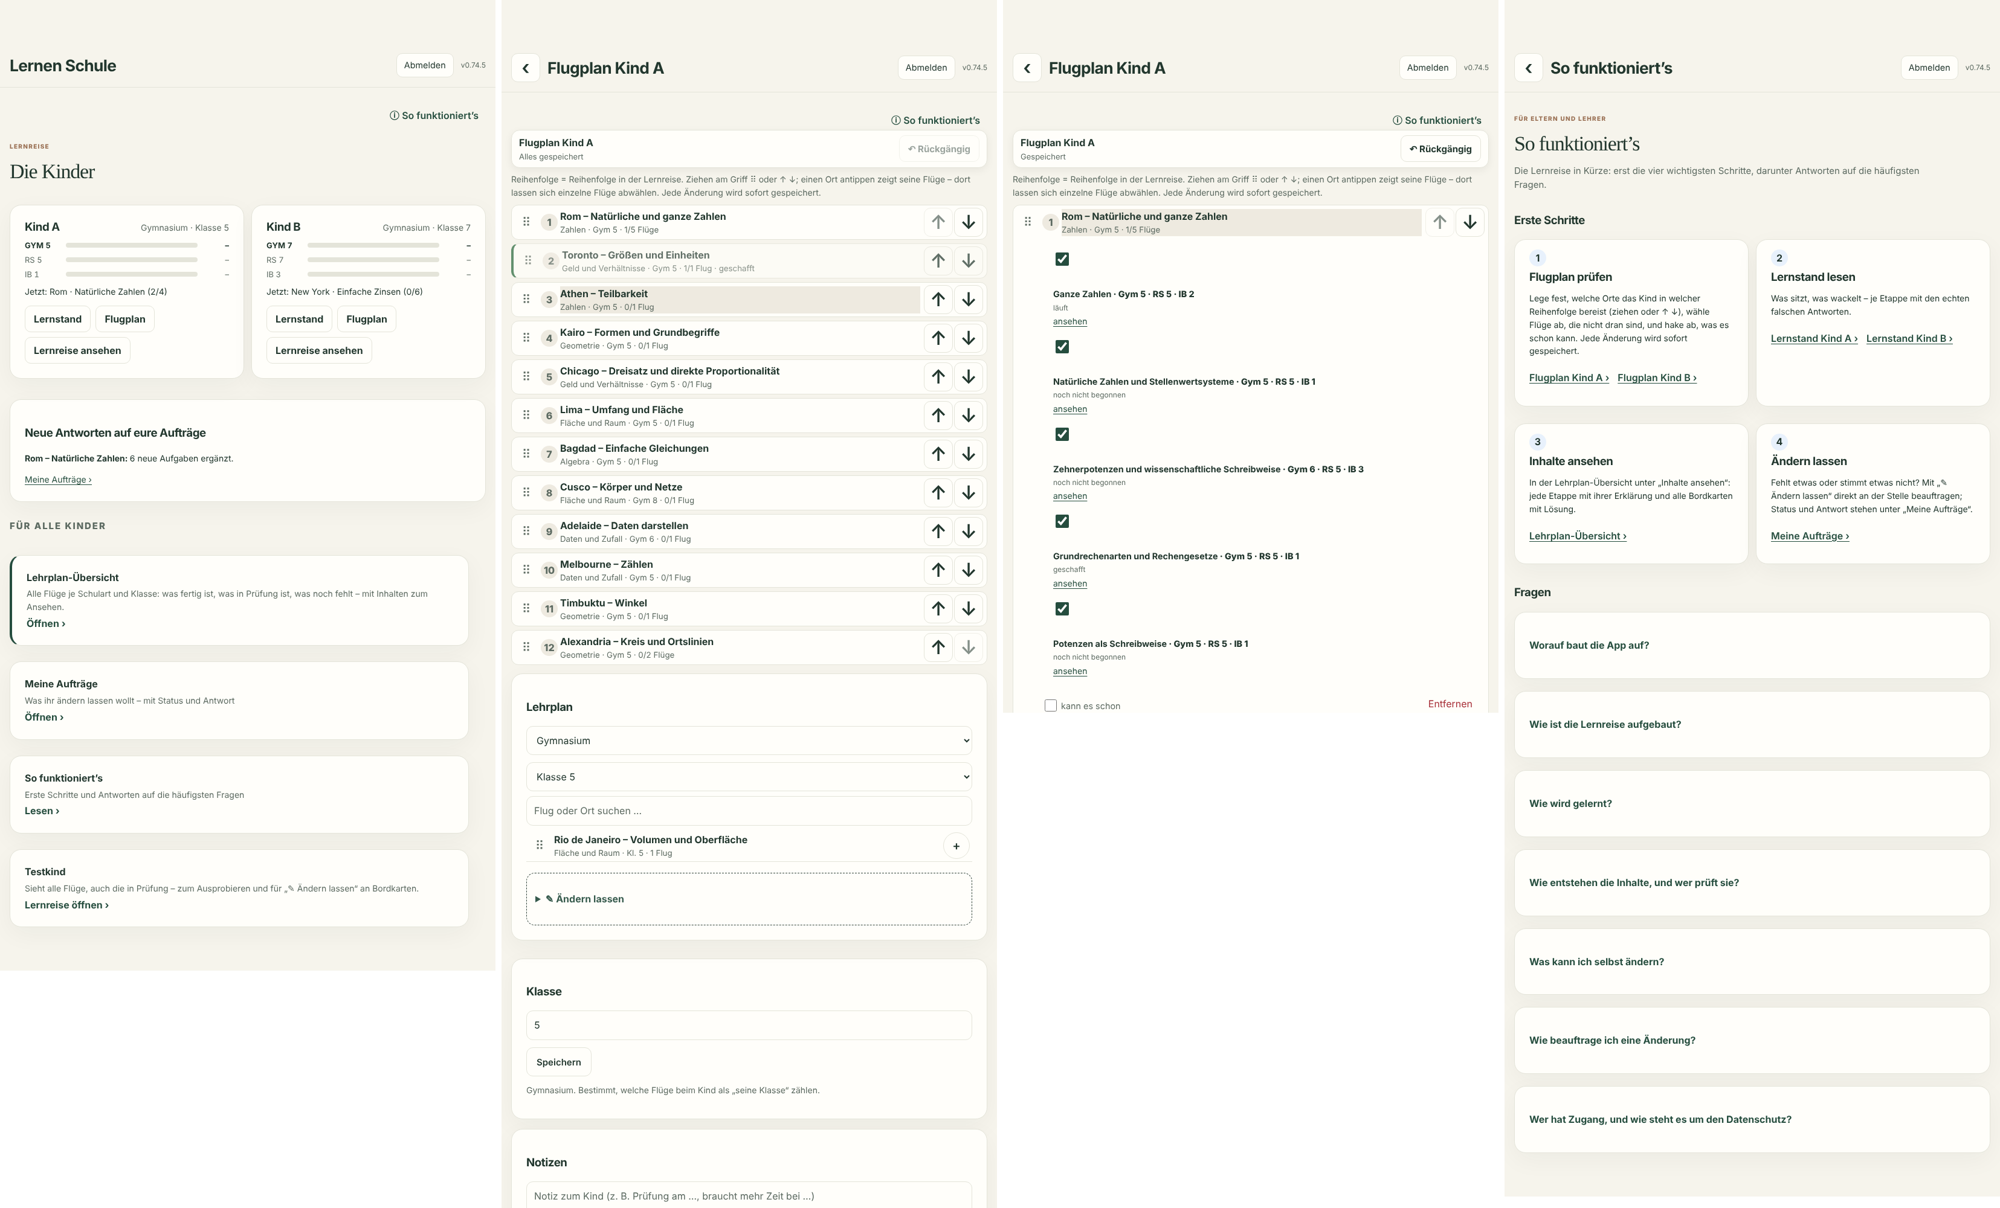 Lernen Schule
Abmelden
v0.74.5
ⓘ So funktioniert’s
LERNREISE
Die Kinder
Kind A
Gymnasium · Klasse 5
GYM 5 –
RS 5 –
IB 1 –
Jetzt: Rom · Natürliche Zahlen (2/4)
Lernstand
Flugplan
Lernreise ansehen
Kind B
Gymnasium · Klasse 7
GYM 7 –
RS 7 –
IB 3 –
Jetzt: New York · Einfache Zinsen (0/6)
Lernstand
Flugplan
Lernreise ansehen
Neue Antworten auf eure Aufträge
Rom – Natürliche Zahlen: 6 neue Aufgaben ergänzt.
Meine Aufträge ›
FÜR ALLE KINDER
Lehrplan-Übersicht
Alle Flüge je Schulart und Klasse: was fertig ist, was in Prüfung ist, was noch fehlt – mit Inhalten zum
Ansehen.
Öffnen ›
Meine Aufträge
Was ihr ändern lassen wollt – mit Status und Antwort
Öffnen ›
So funktioniert’s
Erste Schritte und Antworten auf die häufigsten Fragen
Lesen ›
Testkind
Sieht alle Flüge, auch die in Prüfung – zum Ausprobieren und für „✎ Ändern lassen“ an Bordkarten.
Lernreise öffnen ›
‹ Flugplan Kind A
Abmelden
v0.74.5
ⓘ So funktioniert’s
Flugplan Kind A
Alles gespeichert
↶ Rückgängig
Reihenfolge = Reihenfolge in der Lernreise. Ziehen am Griff ⠿ oder ↑ ↓; einen Ort antippen zeigt seine Flüge – dort
lassen sich einzelne Flüge abwählen. Jede Änderung wird sofort gespeichert.
⠿ 1 Rom – Natürliche und ganze Zahlen ↑ ↓
Zahlen · Gym 5 · 1/5 Flüge
⠿ 2 Toronto – Größen und Einheiten ↑ ↓
Geld und Verhältnisse · Gym 5 · 1/1 Flug · geschafft
⠿ 3 Athen – Teilbarkeit ↑ ↓
Zahlen · Gym 5 · 0/1 Flug
⠿ 4 Kairo – Formen und Grundbegriffe ↑ ↓
Geometrie · Gym 5 · 0/1 Flug
⠿ 5 Chicago – Dreisatz und direkte Proportionalität ↑ ↓
Geld und Verhältnisse · Gym 5 · 0/1 Flug
⠿ 6 Lima – Umfang und Fläche ↑ ↓
Fläche und Raum · Gym 5 · 0/1 Flug
⠿ 7 Bagdad – Einfache Gleichungen ↑ ↓
Algebra · Gym 5 · 0/1 Flug
⠿ 8 Cusco – Körper und Netze ↑ ↓
Fläche und Raum · Gym 8 · 0/1 Flug
⠿ 9 Adelaide – Daten darstellen ↑ ↓
Daten und Zufall · Gym 6 · 0/1 Flug
⠿ 10 Melbourne – Zählen ↑ ↓
Daten und Zufall · Gym 5 · 0/1 Flug
⠿ 11 Timbuktu – Winkel ↑ ↓
Geometrie · Gym 5 · 0/1 Flug
⠿ 12 Alexandria – Kreis und Ortslinien ↑ ↓
Geometrie · Gym 5 · 0/2 Flüge
Lehrplan
Gymnasium
Klasse 5
Flug oder Ort suchen …
⠿ Rio de Janeiro – Volumen und Oberfläche +
Fläche und Raum · Kl. 5 · 1 Flug
▶ ✎ Ändern lassen
Klasse
5
Speichern
Gymnasium. Bestimmt, welche Flüge beim Kind als „seine Klasse“ zählen.
Notizen
Notiz zum Kind (z. B. Prüfung am …, braucht mehr Zeit bei …)
‹ Flugplan Kind A
Abmelden
v0.74.5
ⓘ So funktioniert’s
Flugplan Kind A
Gespeichert
↶ Rückgängig
Reihenfolge = Reihenfolge in der Lernreise. Ziehen am Griff ⠿ oder ↑ ↓; einen Ort antippen zeigt seine Flüge – dort
lassen sich einzelne Flüge abwählen. Jede Änderung wird sofort gespeichert.
⠿ 1 Rom – Natürliche und ganze Zahlen ↑ ↓
Zahlen · Gym 5 · 1/5 Flüge
Ganze Zahlen · Gym 5 · RS 5 · IB 2
läuft
ansehen
Natürliche Zahlen und Stellenwertsysteme · Gym 5 · RS 5 · IB 1
noch nicht begonnen
ansehen
Zehnerpotenzen und wissenschaftliche Schreibweise · Gym 6 · RS 5 · IB 3
noch nicht begonnen
ansehen
Grundrechenarten und Rechengesetze · Gym 5 · RS 5 · IB 1
geschafft
ansehen
Potenzen als Schreibweise · Gym 5 · RS 5 · IB 1
noch nicht begonnen
ansehen
kann es schon
Entfernen
‹ So funktioniert’s
Abmelden
v0.74.5
FÜR ELTERN UND LEHRER
So funktioniert’s
Die Lernreise in Kürze: erst die vier wichtigsten Schritte, darunter Antworten auf die häufigsten
Fragen.
Erste Schritte
1
Flugplan prüfen
Lege fest, welche Orte das Kind in welcher
Reihenfolge bereist (ziehen oder ↑ ↓), wähle
Flüge ab, die nicht dran sind, und hake ab, was es
schon kann. Jede Änderung wird sofort
gespeichert.
Flugplan Kind A › Flugplan Kind B ›
2
Lernstand lesen
Was sitzt, was wackelt – je Etappe mit den echten
falschen Antworten.
Lernstand Kind A › Lernstand Kind B ›
3
Inhalte ansehen
In der Lehrplan-Übersicht unter „Inhalte ansehen“:
jede Etappe mit ihrer Erklärung und alle Bordkarten
mit Lösung.
Lehrplan-Übersicht ›
4
Ändern lassen
Fehlt etwas oder stimmt etwas nicht? Mit „✎
Ändern lassen“ direkt an der Stelle beauftragen;
Status und Antwort stehen unter „Meine Aufträge“.
Meine Aufträge ›
Fragen
Worauf baut die App auf?
Wie ist die Lernreise aufgebaut?
Wie wird gelernt?
Wie entstehen die Inhalte, und wer prüft sie?
Was kann ich selbst ändern?
Wie beauftrage ich eine Änderung?
Wer hat Zugang, und wie steht es um den Datenschutz?